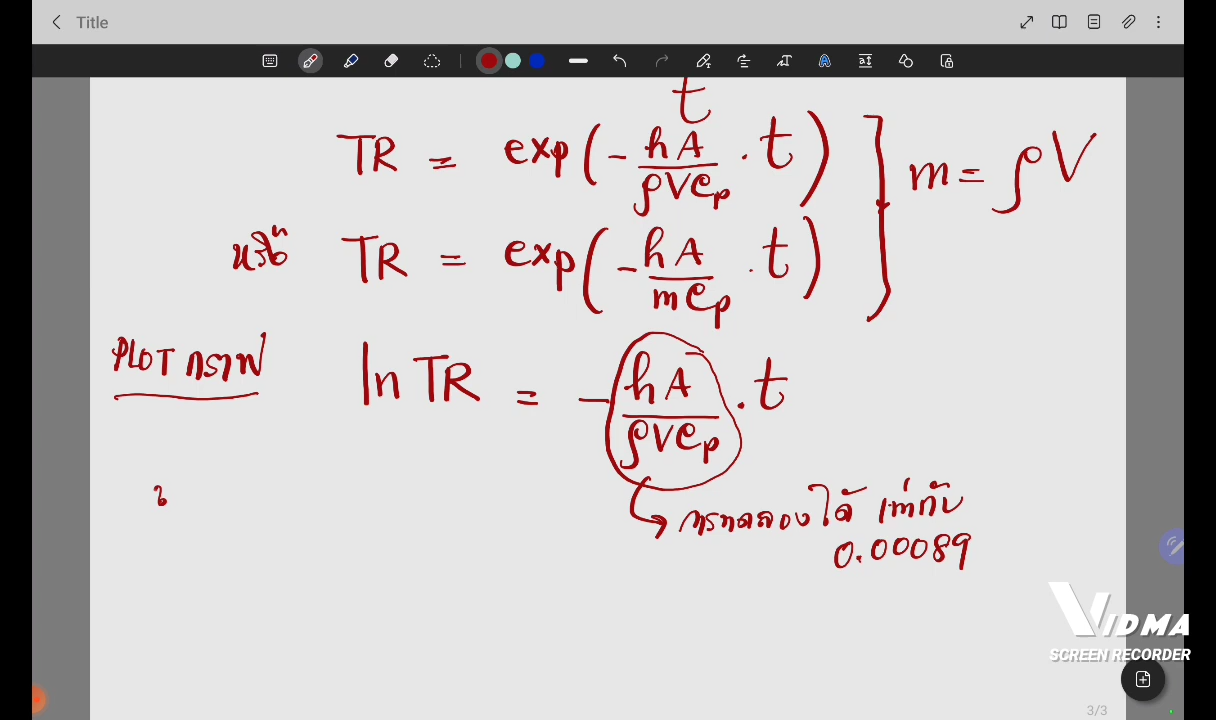 Title
t
TR = exp(- hA/ρVCp · t) } m = ρV
หรือ TR = exp(- hA/mCp · t)
PLOT กราฟ ln TR = - hA/ρVCp · t
→ การทดลองได้ เท่ากับ
0.00089
VIDMA
SCREEN RECORDER
3/3